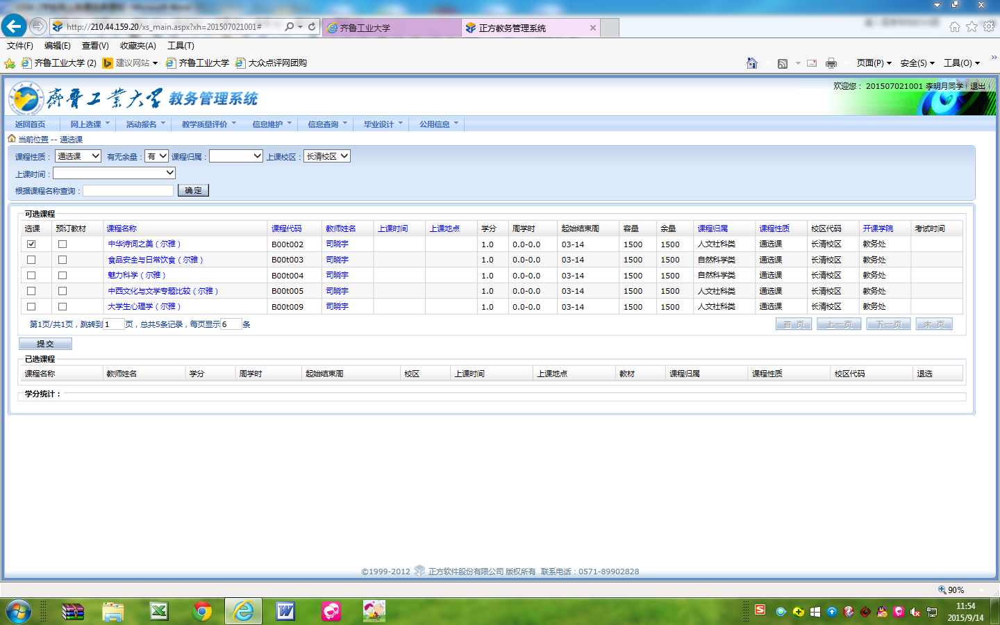 http://210.44.159.20/xs_main.aspx?xh=201507021001#
齐鲁工业大学
正方教务管理系统
文件(F) 编辑(E) 查看(V) 收藏夹(A) 工具(T)
齐鲁工业大学 (2) 建议网站 齐鲁工业大学 大众点评网团购
页面(P) 安全(S) 工具(O)
齊魯工業大学 教务管理系统
欢迎您： 201507021001 李明月同学 退出
返回首页 网上选课 活动报名 教学质量评价 信息维护 信息查询 毕业设计 公用信息
当前位置 -- 通选课
课程性质： 通选课 有无余量： 有 课程归属： 上课校区： 长清校区
上课时间：
根据课程名称查询： 确 定
可选课程
选课 预订教材 课程名称 课程代码 教师姓名 上课时间 上课地点 学分 周学时 起始结束周 容量 余量 课程归属 课程性质 校区代码 开课学院 考试时间
中华诗词之美（尔雅） B00t002 司晓宇 1.0 0.0-0.0 03-14 1500 1500 人文社科类 通选课 长清校区 教务处
食品安全与日常饮食（尔雅） B00t003 司晓宇 1.0 0.0-0.0 03-14 1500 1500 自然科学类 通选课 长清校区 教务处
魅力科学（尔雅） B00t004 司晓宇 1.0 0.0-0.0 03-14 1500 1500 自然科学类 通选课 长清校区 教务处
中西文化与文学专题比较（尔雅） B00t005 司晓宇 1.0 0.0-0.0 03-14 1500 1500 人文社科类 通选课 长清校区 教务处
大学生心理学（尔雅） B00t009 司晓宇 1.0 0.0-0.0 03-14 1500 1500 人文社科类 通选课 长清校区 教务处
第1页/共1页，跳转到 1 页，总共5条记录，每页显示 6 条 首 页 上一页 下一页 末 页
提 交
已选课程
课程名称 教师姓名 学分 周学时 起始结束周 校区 上课时间 上课地点 教材 课程归属 课程性质 校区代码 退选
学分统计：
©1999-2012 正方软件股份有限公司 版权所有 联系电话：0571-89902828
90%
11:54
2015/9/14